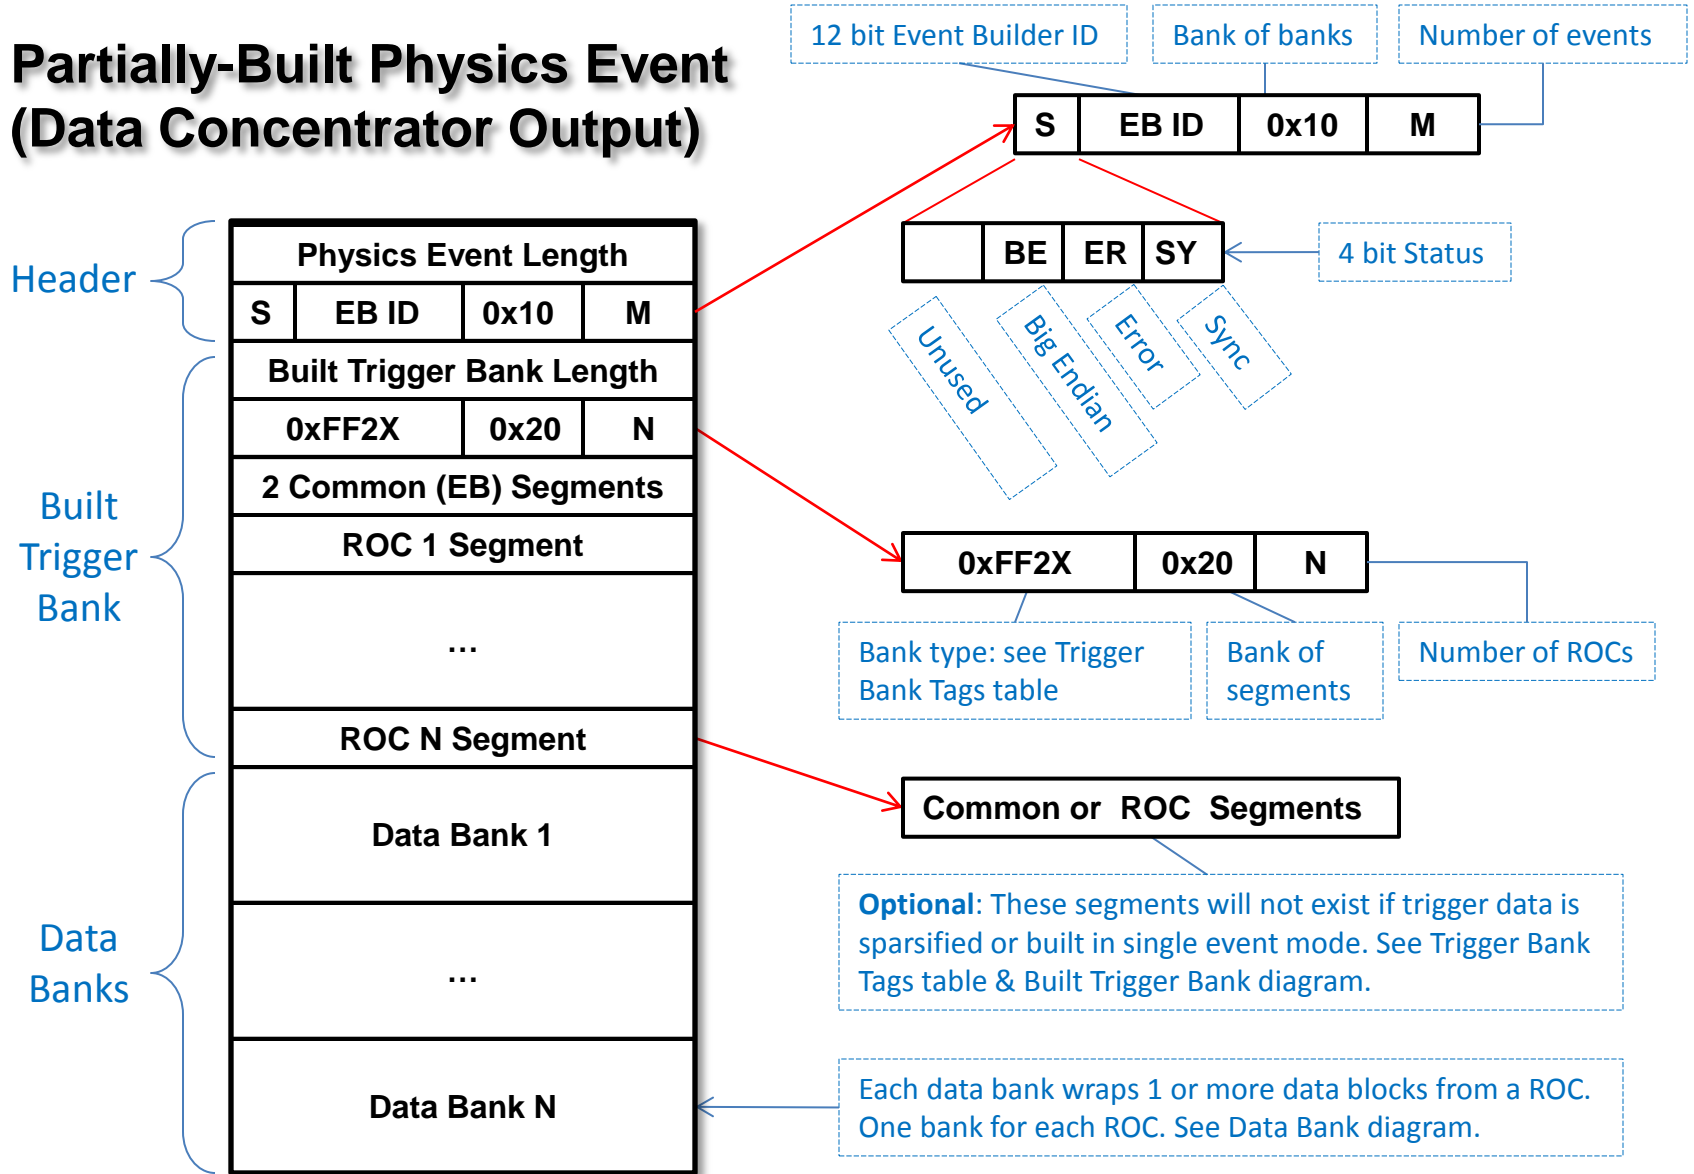 Partially-Built Physics Event
(Data Concentrator Output)
12 bit Event Builder ID
Bank of banks
Number of events
S
EB ID
0x10
M
BE
ER
SY
4 bit Status
Unused
Big Endian
Error
Sync
Header
Physics Event Length
S
EB ID
0x10
M
Built Trigger Bank Length
0xFF2X
0x20
N
2 Common (EB) Segments
ROC 1 Segment
...
ROC N Segment
Built
Trigger
Bank
0xFF2X
0x20
N
Bank type: see Trigger
Bank Tags table
Bank of
segments
Number of ROCs
Common or ROC Segments
Optional: These segments will not exist if trigger data is
sparsified or built in single event mode. See Trigger Bank
Tags table & Built Trigger Bank diagram.
Data
Banks
Data Bank 1
...
Data Bank N
Each data bank wraps 1 or more data blocks from a ROC.
One bank for each ROC. See Data Bank diagram.